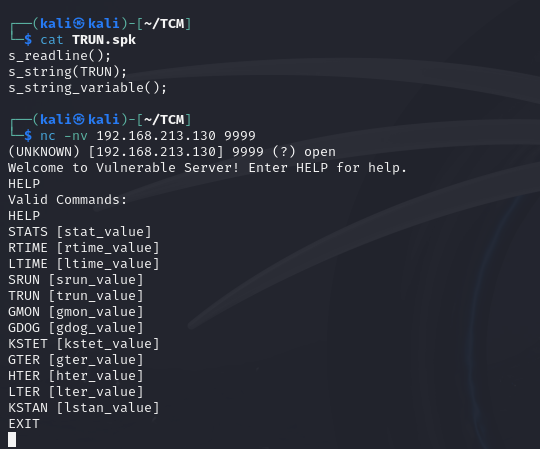 ┌──(kali㉿kali)-[~/TCM]
└─$ cat TRUN.spk
s_readline();
s_string(TRUN);
s_string_variable();
┌──(kali㉿kali)-[~/TCM]
└─$ nc -nv 192.168.213.130 9999
(UNKNOWN) [192.168.213.130] 9999 (?) open
Welcome to Vulnerable Server! Enter HELP for help.
HELP
Valid Commands:
HELP
STATS [stat_value]
RTIME [rtime_value]
LTIME [ltime_value]
SRUN [srun_value]
TRUN [trun_value]
GMON [gmon_value]
GDOG [gdog_value]
KSTET [kstet_value]
GTER [gter_value]
HTER [hter_value]
LTER [lter_value]
KSTAN [lstan_value]
EXIT